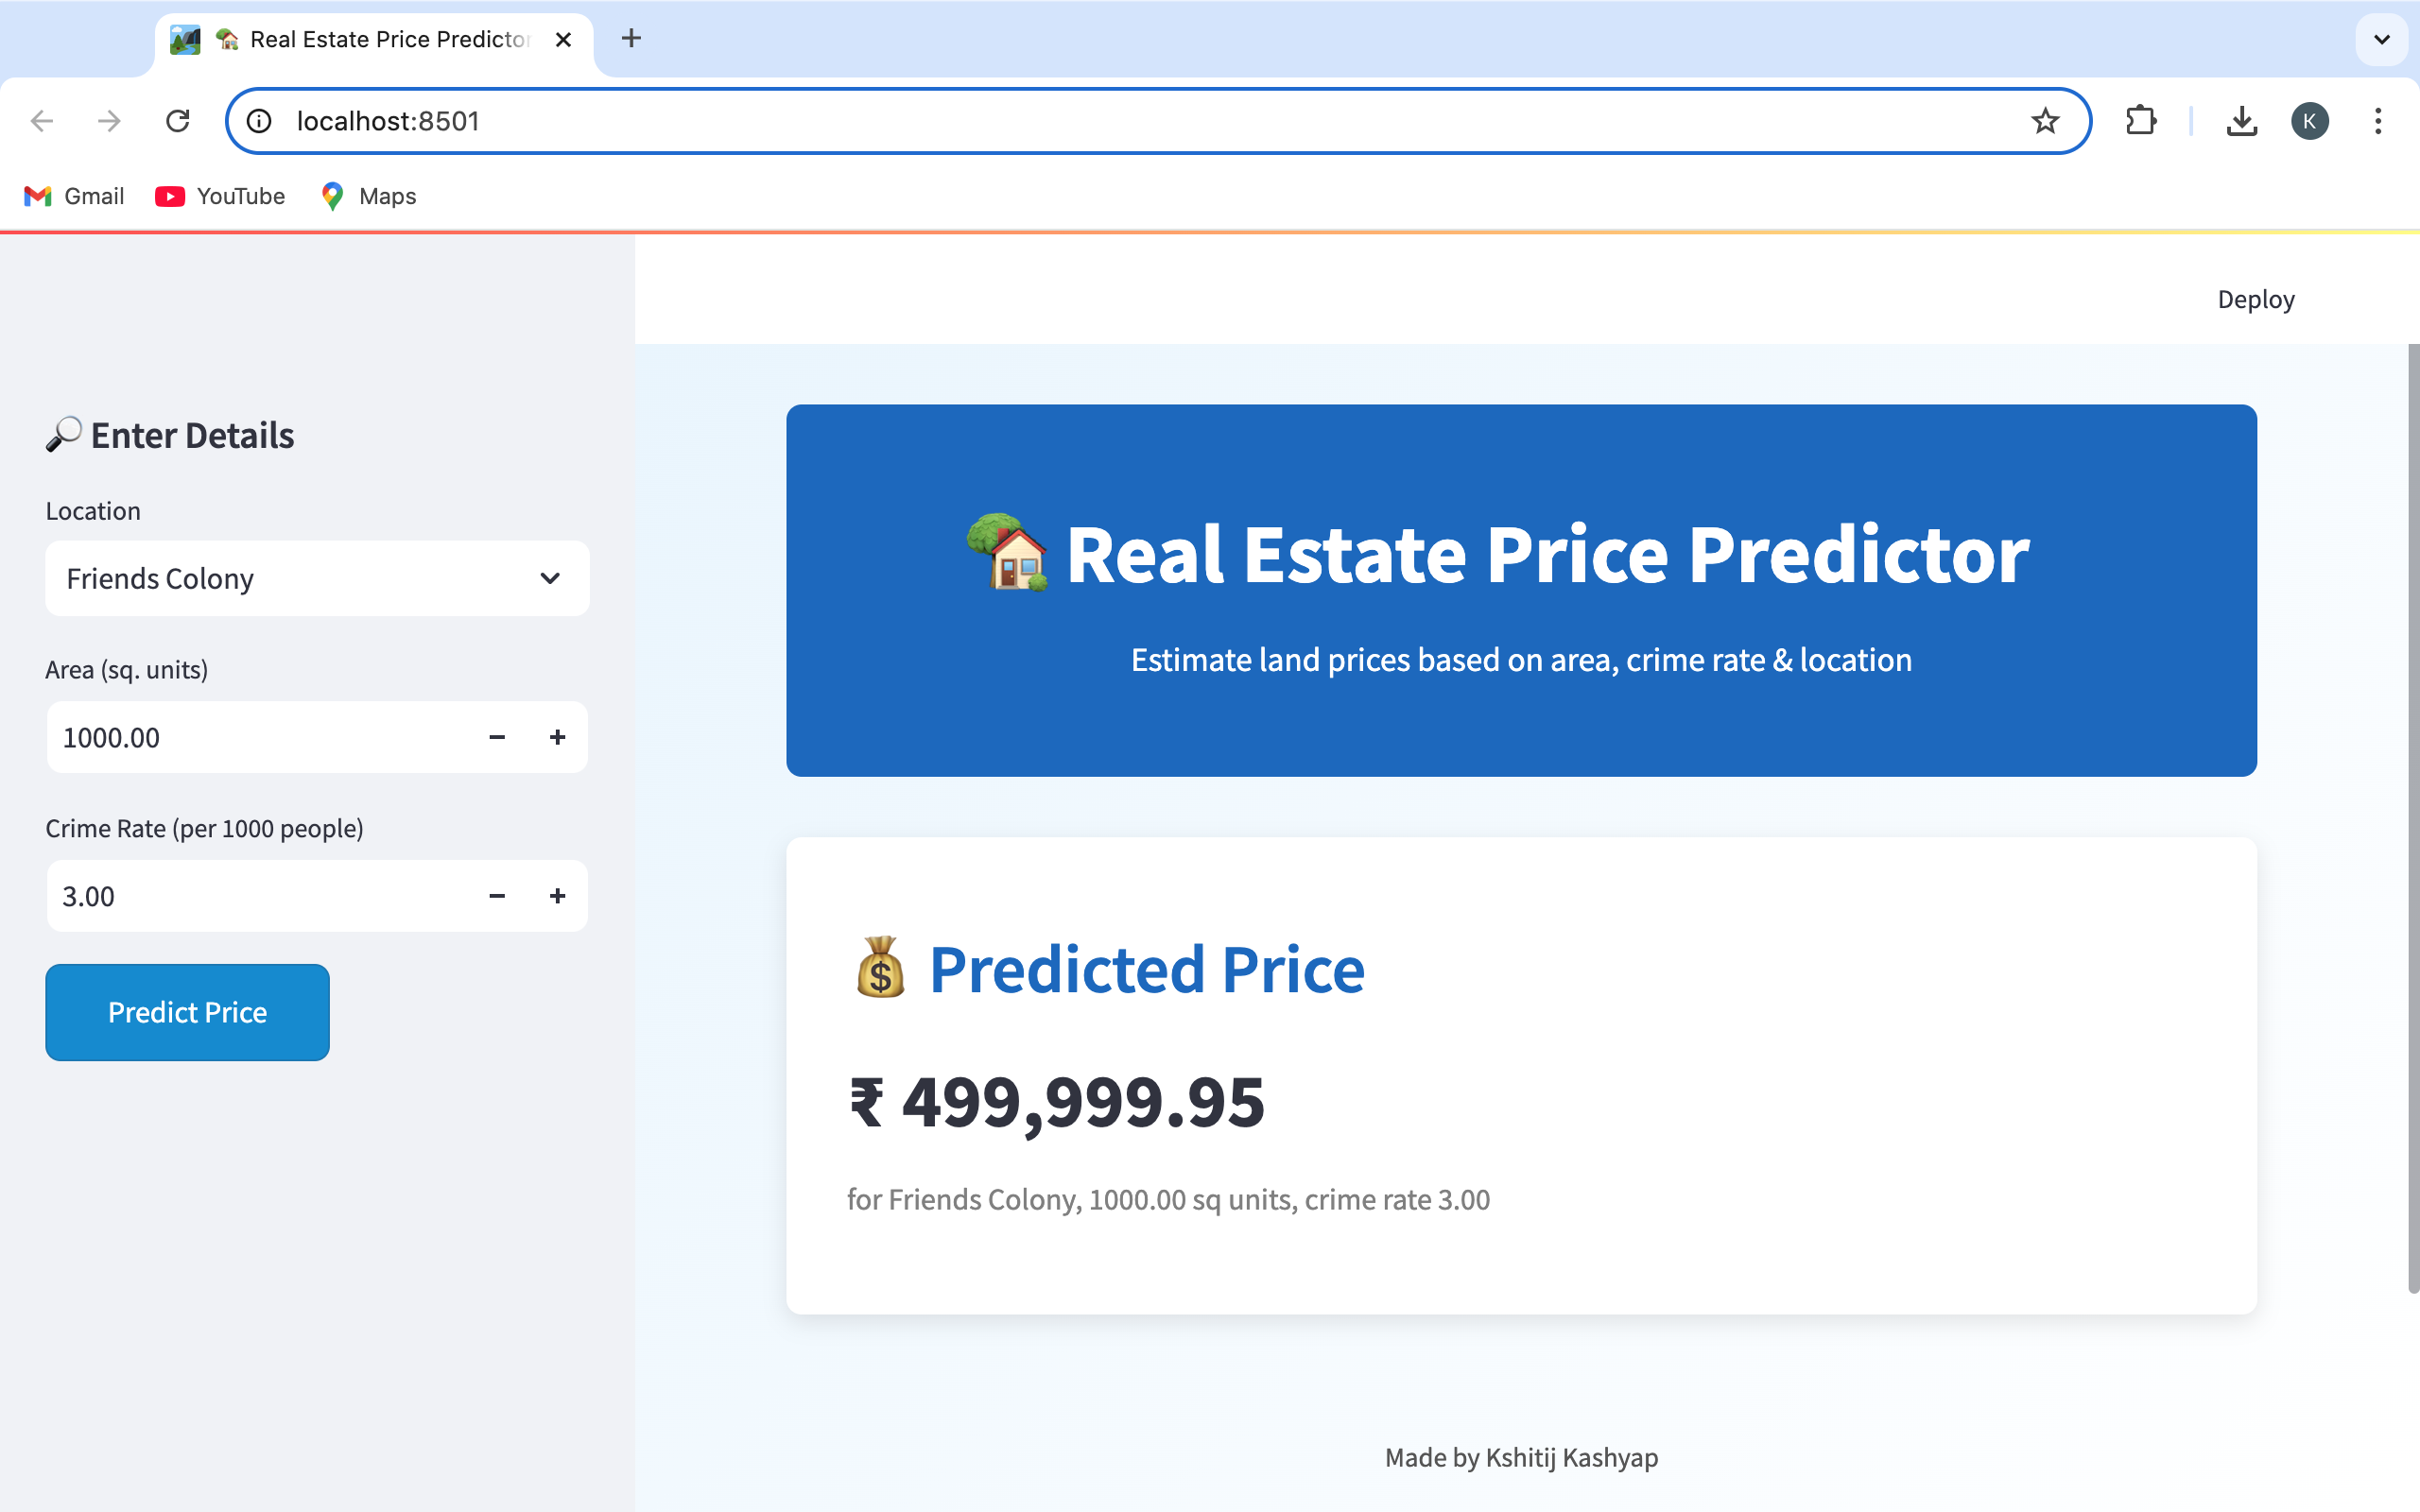 Real Estate Price Predictor
localhost:8501
K
Gmail
YouTube
Maps
Deploy
Enter Details
Location
Friends Colony
Area (sq. units)
1000.00
Crime Rate (per 1000 people)
3.00
Predict Price
Real Estate Price Predictor
Estimate land prices based on area, crime rate & location
Predicted Price
₹ 499,999.95
for Friends Colony, 1000.00 sq units, crime rate 3.00
Made by Kshitij Kashyap